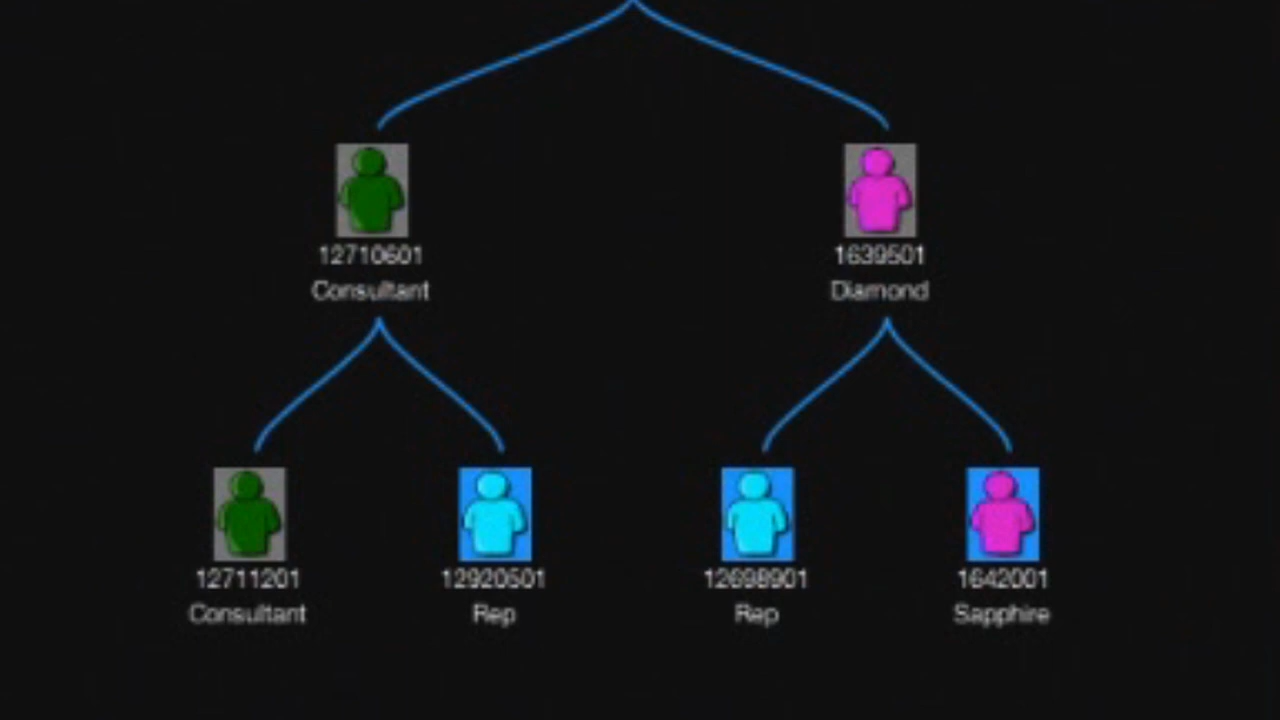 12710601
Consultant
1639501
Diamond
12711201
Consultant
12920501
Rep
12698901
Rep
1642001
Sapphire